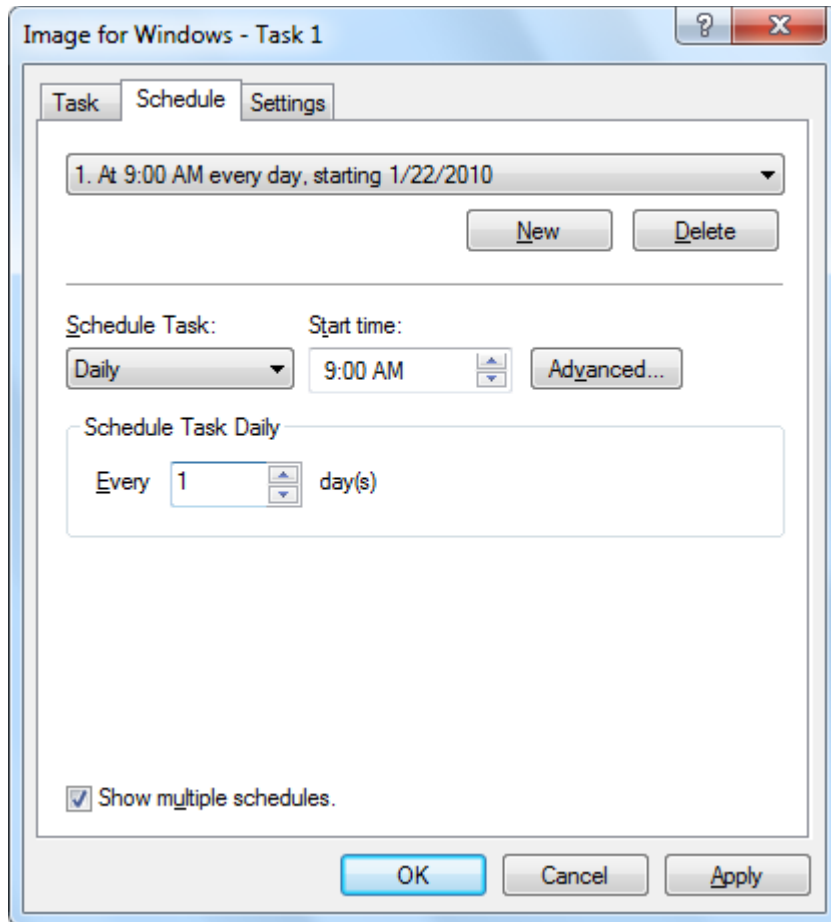 Image for Windows - Task 1
Task Schedule Settings
1. At 9:00 AM every day, starting 1/22/2010
New Delete
Schedule Task: Start time:
Daily 9:00 AM Advanced...
Schedule Task Daily
Every 1 day(s)
Show multiple schedules.
OK Cancel Apply